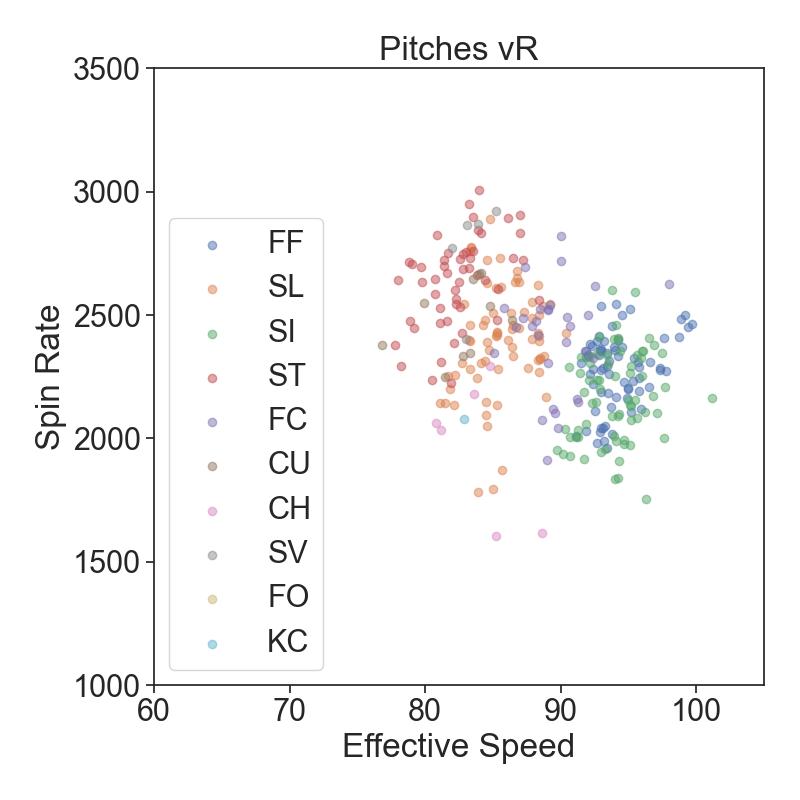 Pitches vR
3500
3000
2500
2000
1500
1000
Spin Rate
FF
SL
SI
ST
FC
CU
CH
SV
FO
KC
60 70 80 90 100
Effective Speed